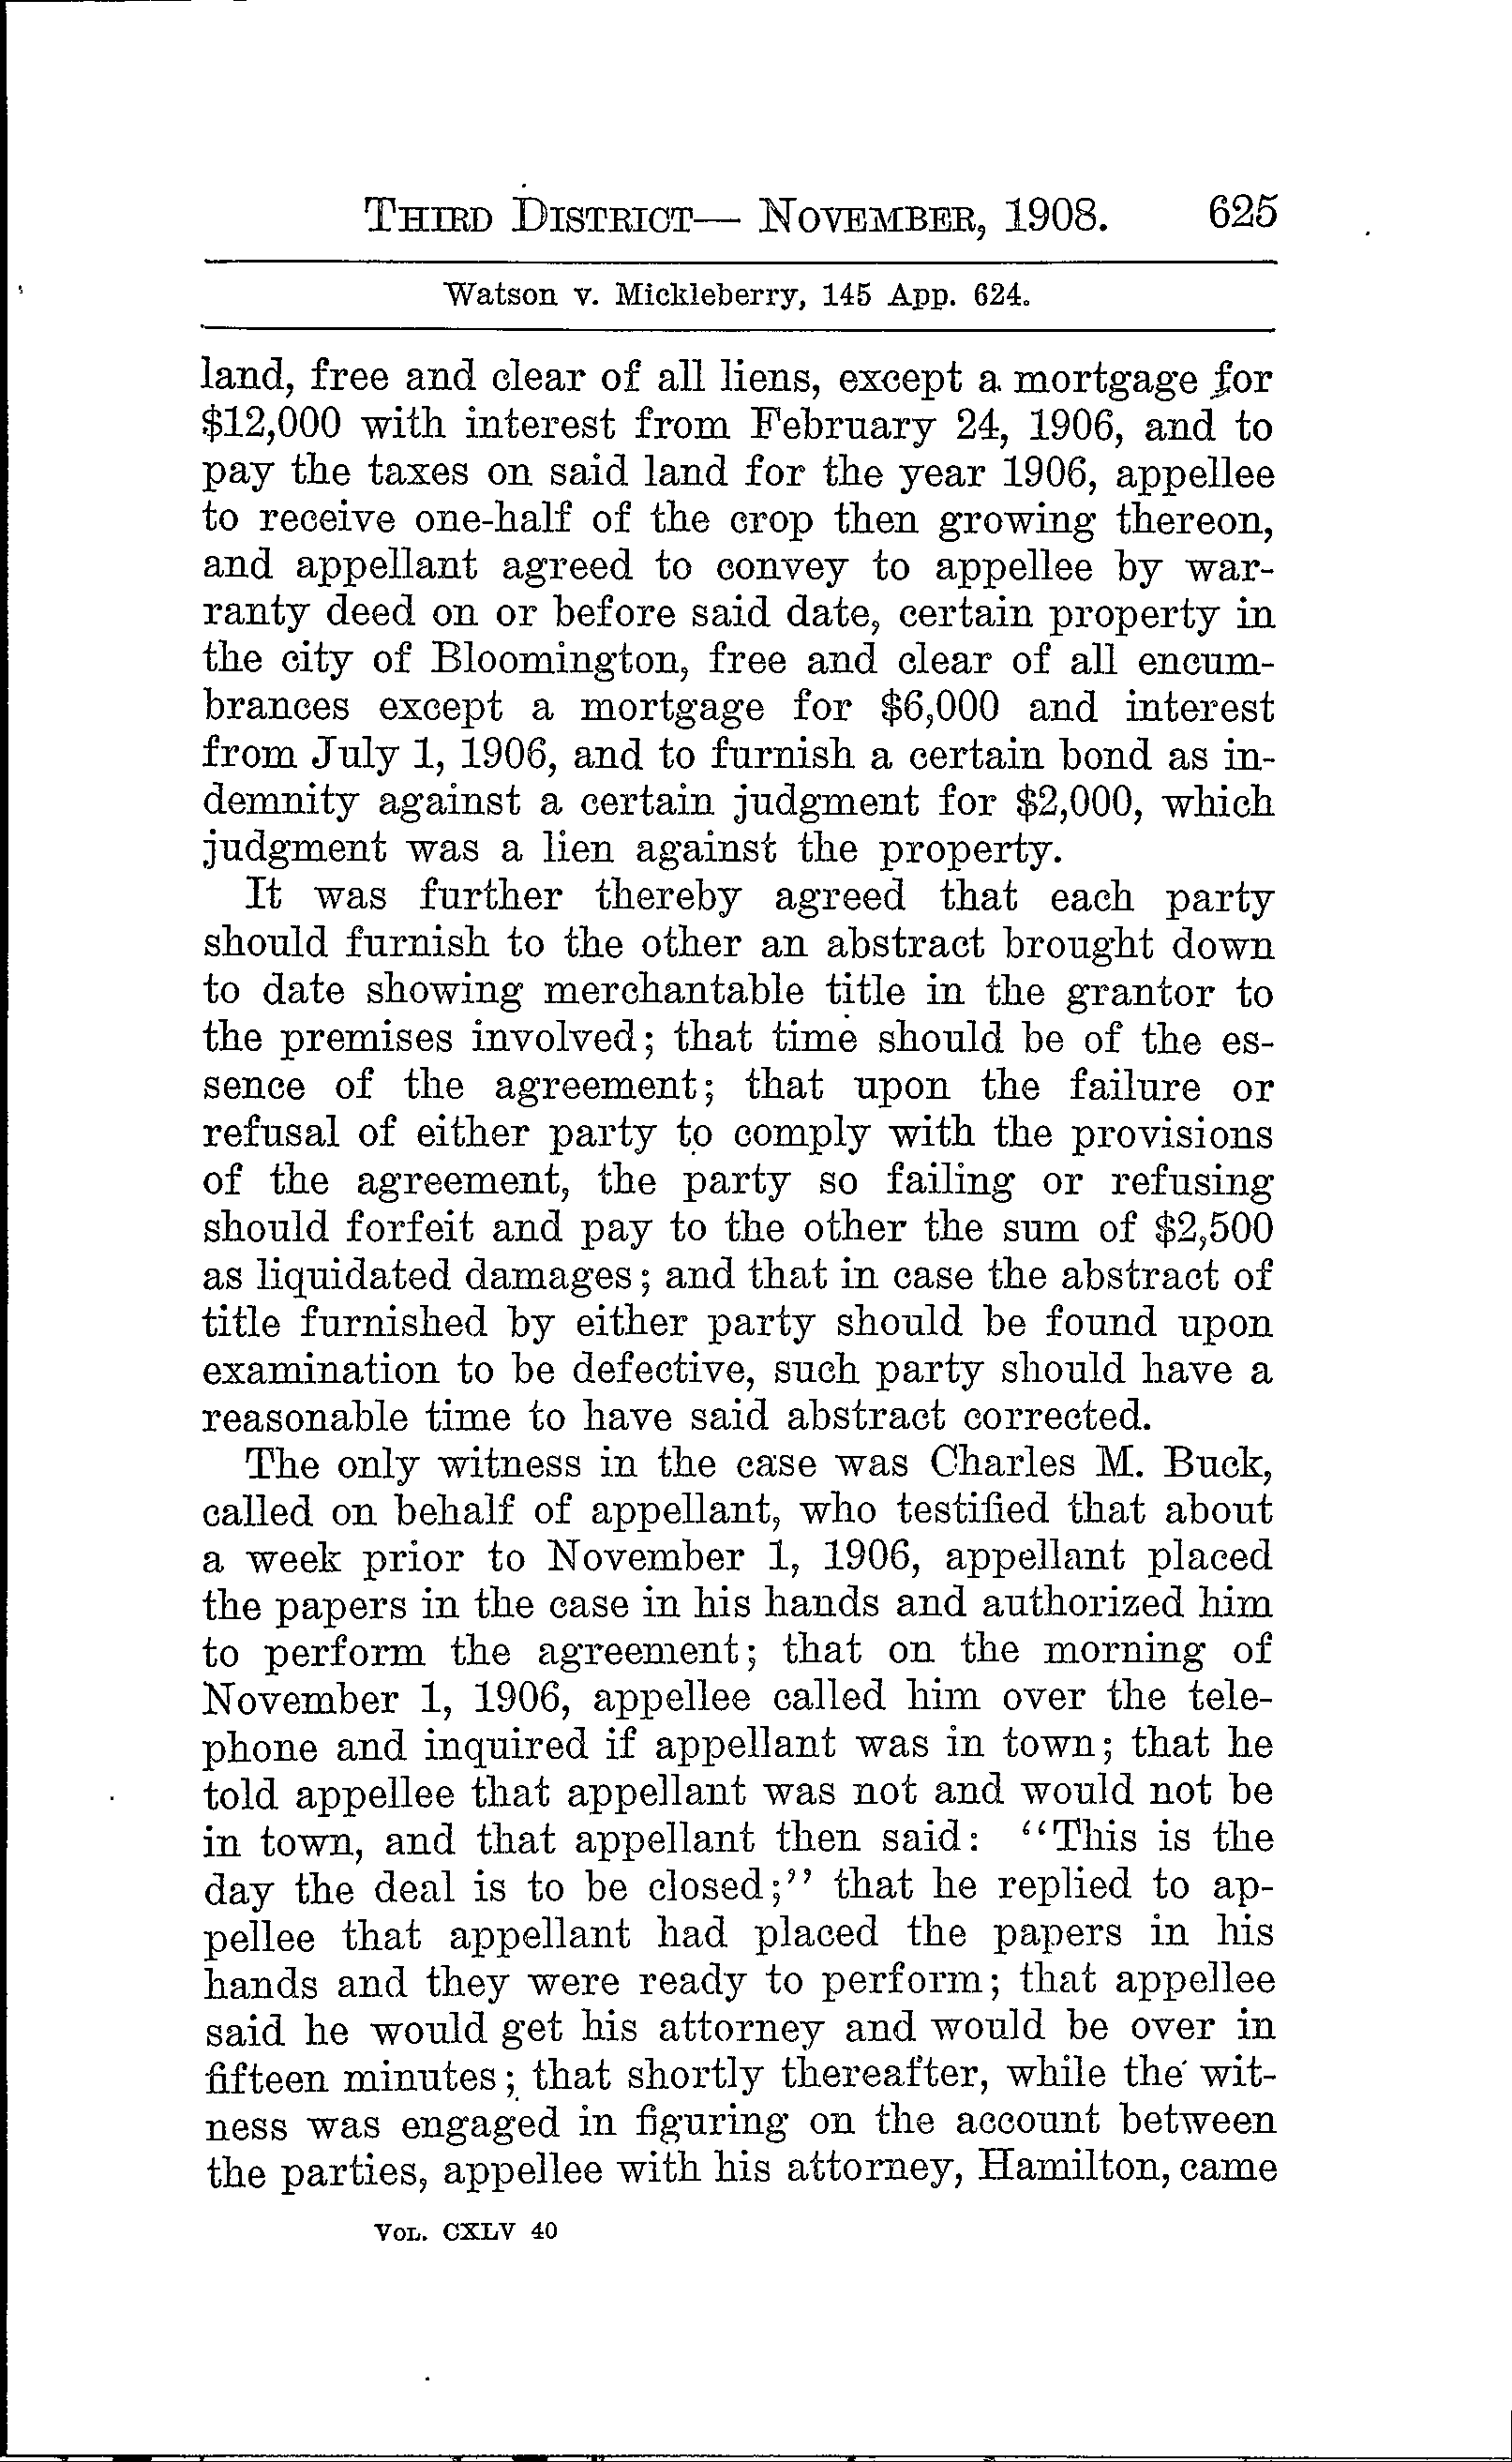 THIRD DISTRICT— NOVEMBER, 1908. 625
Watson v. Mickleberry, 145 App. 624.
land, free and clear of all liens, except a mortgage for
$12,000 with interest from February 24, 1906, and to
pay the taxes on said land for the year 1906, appellee
to receive one-half of the crop then growing thereon,
and appellant agreed to convey to appellee by war-
ranty deed on or before said date, certain property in
the city of Bloomington, free and clear of all encum-
brances except a mortgage for $6,000 and interest
from July 1, 1906, and to furnish a certain bond as in-
demnity against a certain judgment for $2,000, which
judgment was a lien against the property.
It was further thereby agreed that each party
should furnish to the other an abstract brought down
to date showing merchantable title in the grantor to
the premises involved; that time should be of the es-
sence of the agreement; that upon the failure or
refusal of either party to comply with the provisions
of the agreement, the party so failing or refusing
should forfeit and pay to the other the sum of $2,500
as liquidated damages; and that in case the abstract of
title furnished by either party should be found upon
examination to be defective, such party should have a
reasonable time to have said abstract corrected.
The only witness in the case was Charles M. Buck,
called on behalf of appellant, who testified that about
a week prior to November 1, 1906, appellant placed
the papers in the case in his hands and authorized him
to perform the agreement; that on the morning of
November 1, 1906, appellee called him over the tele-
phone and inquired if appellant was in town; that he
told appellee that appellant was not and would not be
in town, and that appellant then said: "This is the
day the deal is to be closed;" that he replied to ap-
pellee that appellant had placed the papers in his
hands and they were ready to perform; that appellee
said he would get his attorney and would be over in
fifteen minutes; that shortly thereafter, while the wit-
ness was engaged in figuring on the account between
the parties, appellee with his attorney, Hamilton, came
VOL. CXLV 40